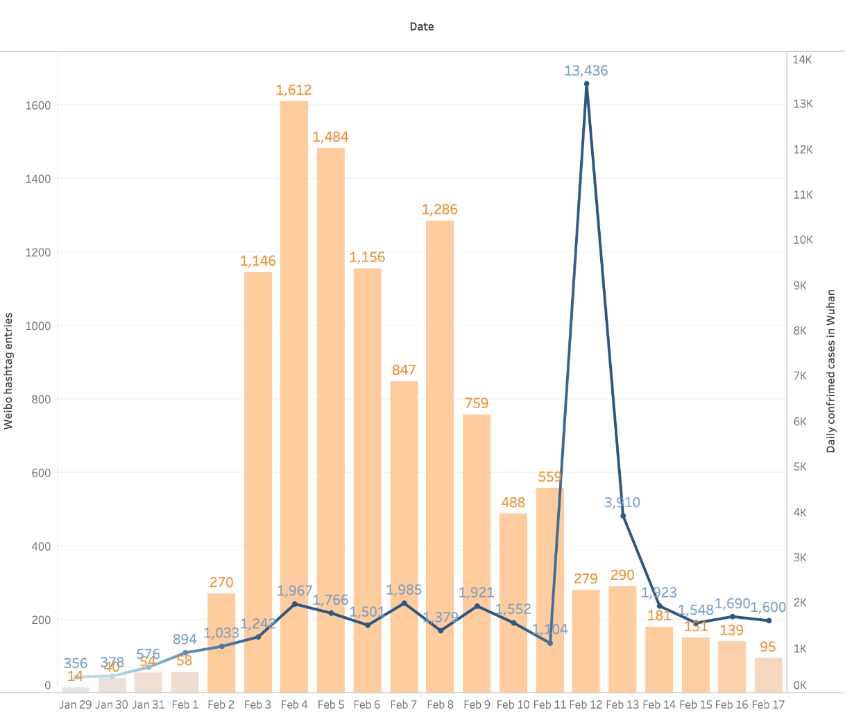 Date
14K
13,436
1600
1,612
13K
1,484
12K
1400
11K
1,286
1200
1,146
1,156
10K
9K
1000
8K
847
7K
800
759
6K
600
559
5K
488
3,910
4K
400
3K
270
279
290
200
1,967
1,766
1,501
1,985
1,379
1,921
1,552
1,104
1,923
1,548
1,690
1,600
2K
356
378
576
894
1,033
1,242
181
151
139
95
1K
14
40
54
58
0
0K
Jan 29 Jan 30 Jan 31 Feb 1 Feb 2 Feb 3 Feb 4 Feb 5 Feb 6 Feb 7 Feb 8 Feb 9 Feb 10 Feb 11 Feb 12 Feb 13 Feb 14 Feb 15 Feb 16 Feb 17
Weibo hashtag entries
Daily confrimed cases in Wuhan